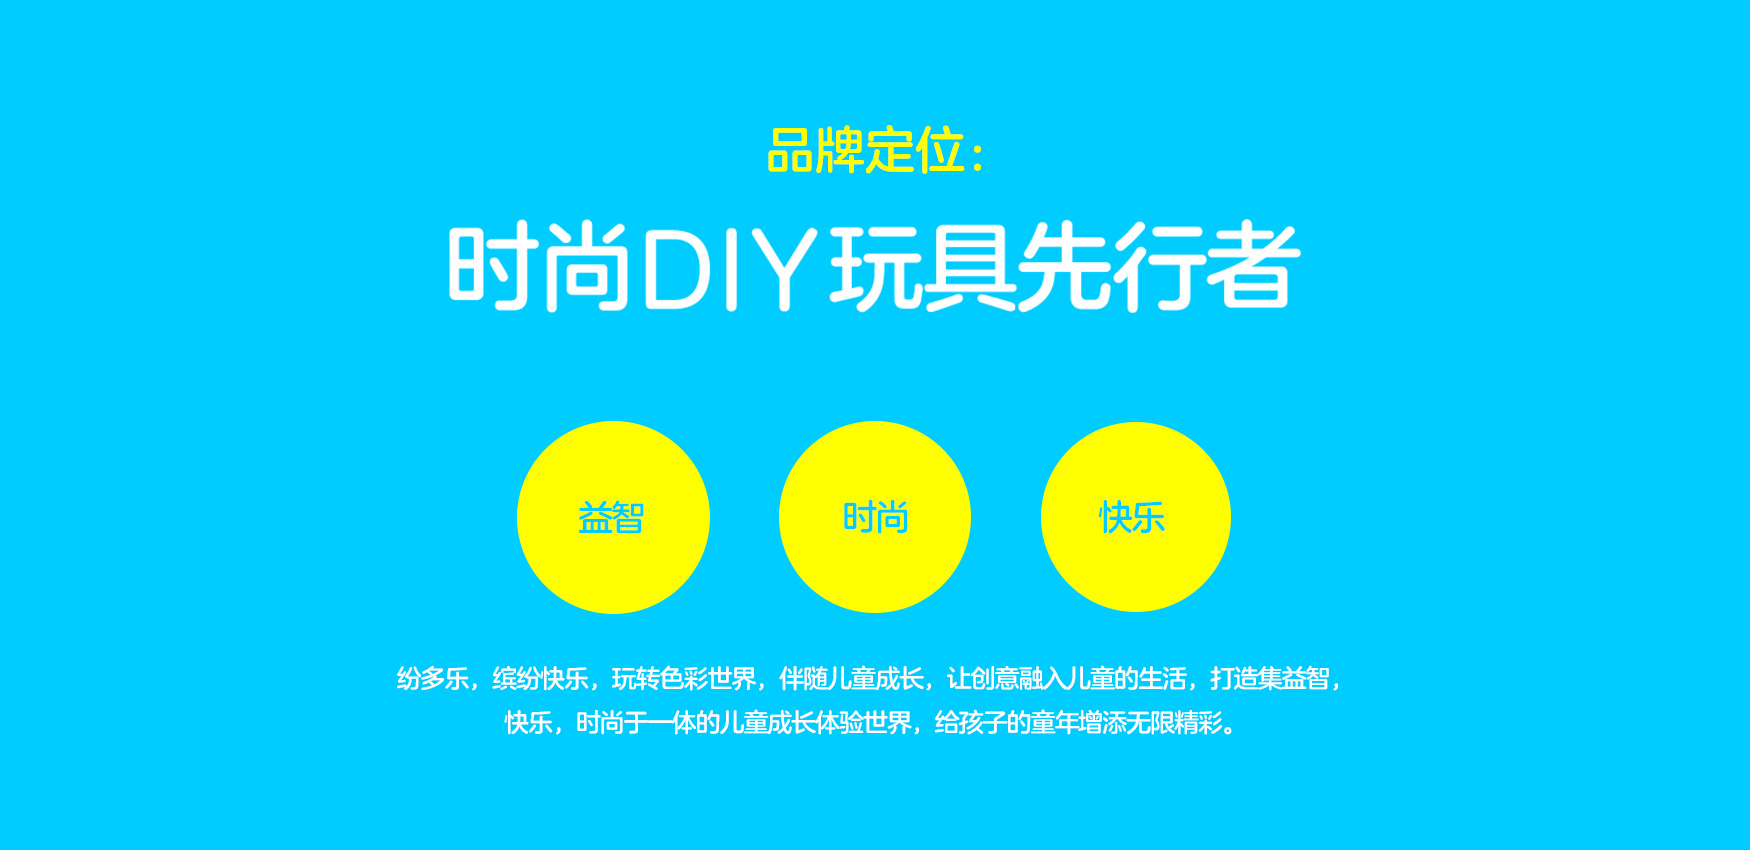 品牌定位：
时尚DIY玩具先行者
益智
时尚
快乐
纷多乐，缤纷快乐，玩转色彩世界，伴随儿童成长，让创意融入儿童的生活，打造集益智，
快乐，时尚于一体的儿童成长体验世界，给孩子的童年增添无限精彩。